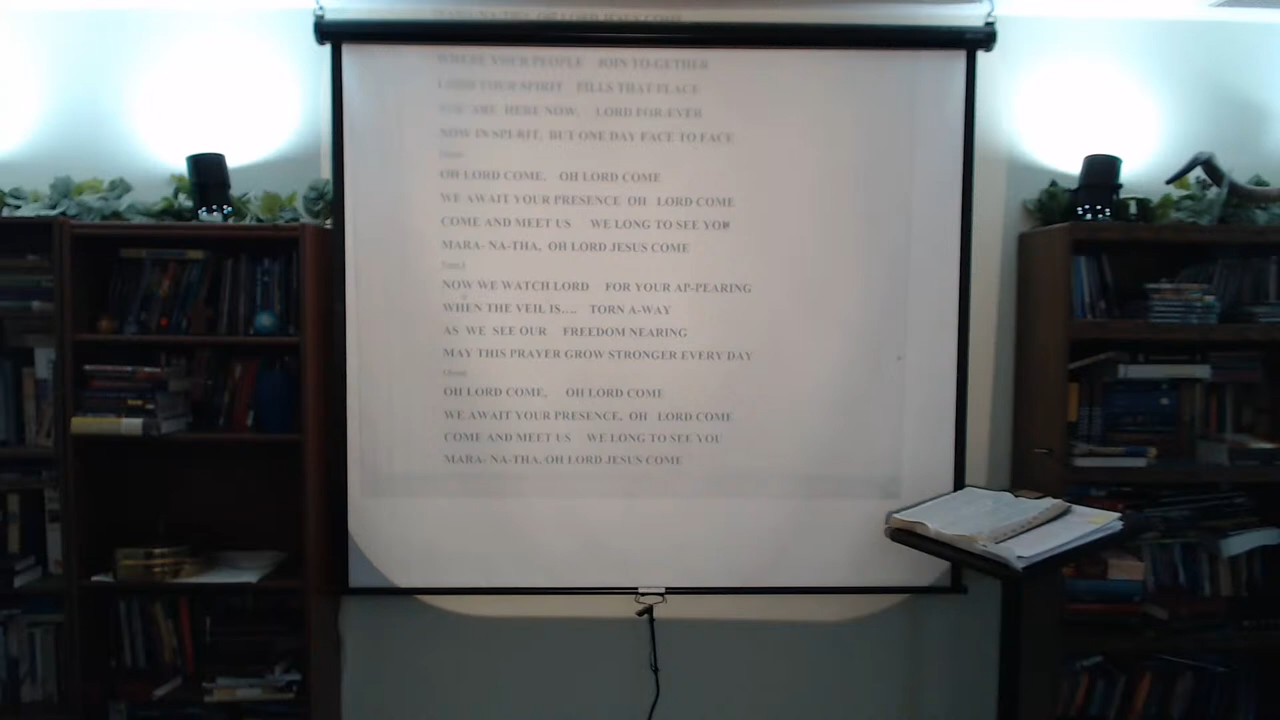 WHERE YOUR PEOPLE JOIN TO-GETHER
LORD YOUR SPIRIT FILLS THAT PLACE
YOU ARE HERE NOW, LORD FOR-EVER
NOW IN SPI-RIT, BUT ONE DAY FACE TO FACE
OH LORD COME, OH LORD COME
WE AWAIT YOUR PRESENCE OH LORD COME
COME AND MEET US WE LONG TO SEE YOU
MARA- NA-THA, OH LORD JESUS COME
NOW WE WATCH LORD FOR YOUR AP-PEARING
WHEN THE VEIL IS.... TORN A-WAY
AS WE SEE OUR FREEDOM NEARING
MAY THIS PRAYER GROW STRONGER EVERY DAY
OH LORD COME, OH LORD COME
WE AWAIT YOUR PRESENCE, OH LORD COME
COME AND MEET US WE LONG TO SEE YOU
MARA- NA-THA, OH LORD JESUS COME